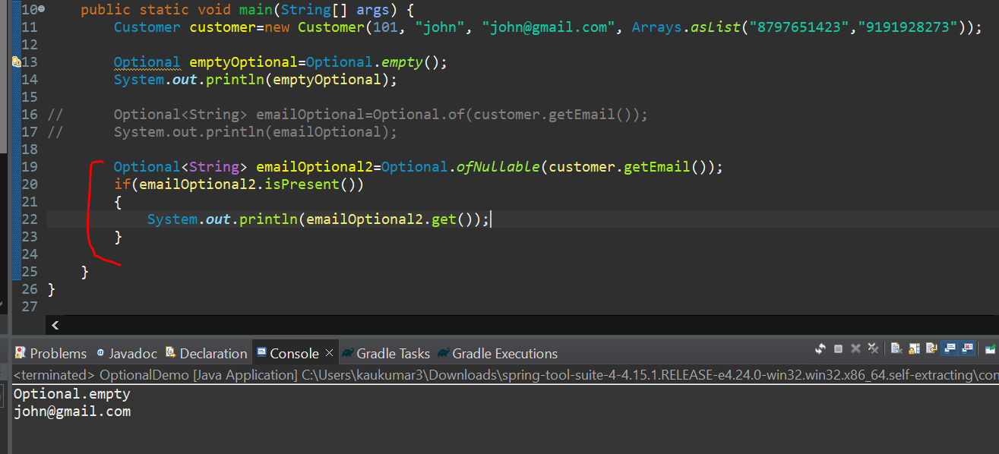 10 public static void main(String[] args) {
11 Customer customer=new Customer(101, "john", "john@gmail.com", Arrays.asList("8797651423","9191928273"));
12
13 Optional emptyOptional=Optional.empty();
14 System.out.println(emptyOptional);
15
16 // Optional<String> emailOptional=Optional.of(customer.getEmail());
17 // System.out.println(emailOptional);
18
19 Optional<String> emailOptional2=Optional.ofNullable(customer.getEmail());
20 if(emailOptional2.isPresent())
21 {
22 System.out.println(emailOptional2.get());
23 }
24
25 }
26 }
27
Problems Javadoc Declaration Console Gradle Tasks Gradle Executions
<terminated> OptionalDemo [Java Application] C:\Users\kaukumar3\Downloads\spring-tool-suite-4-4.15.1.RELEASE-e4.24.0-win32.win32.x86_64.self-extracting\con
Optional.empty
john@gmail.com